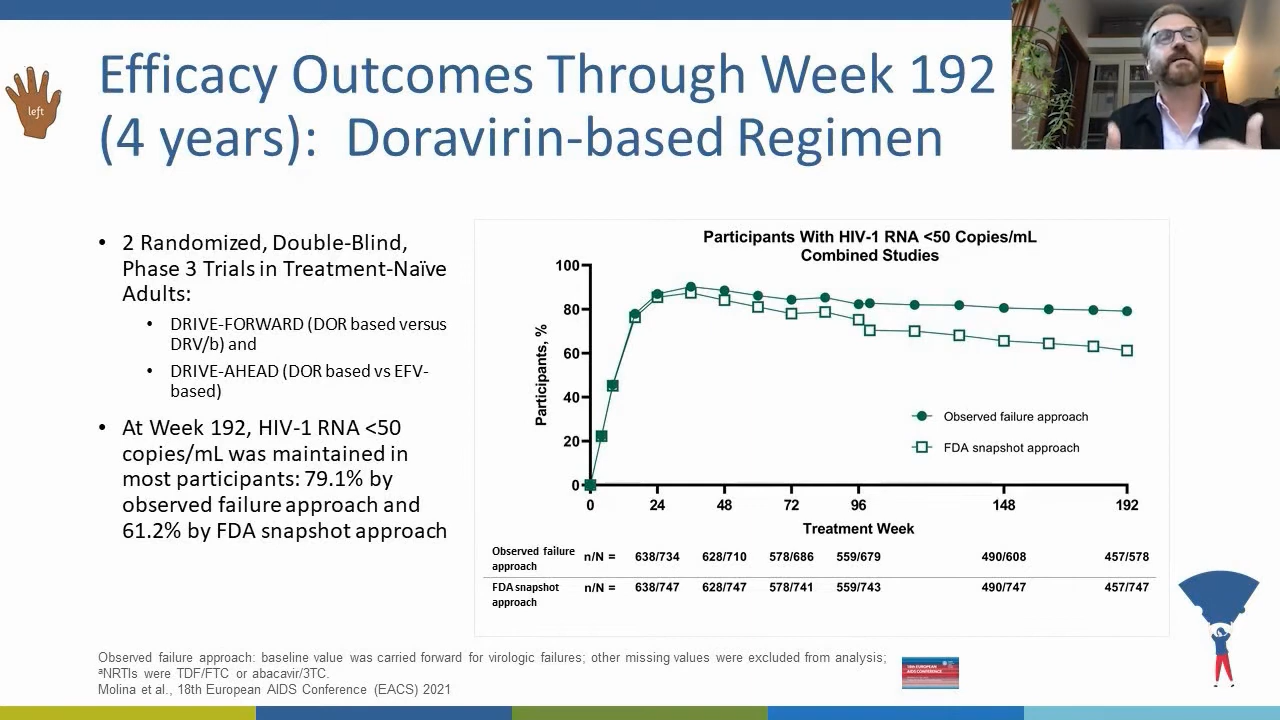 Efficacy Outcomes Through Week 192
(4 years): Doravirin-based Regimen
left
• 2 Randomized, Double-Blind,
Phase 3 Trials in Treatment-Naïve
Adults:
• DRIVE-FORWARD (DOR based versus
DRV/b) and
• DRIVE-AHEAD (DOR based vs EFV-
based)
• At Week 192, HIV-1 RNA <50
copies/mL was maintained in
most participants: 79.1% by
observed failure approach and
61.2% by FDA snapshot approach
Participants With HIV-1 RNA <50 Copies/mL
Combined Studies
Participants, %
100
80
60
40
20
0
Observed failure approach
FDA snapshot approach
0 24 48 72 96 148 192
Treatment Week
Observed failure
approach
n/N = 638/734 628/710 578/686 559/679 490/608 457/578
FDA snapshot
approach
n/N = 638/747 628/747 578/741 559/743 490/747 457/747
Observed failure approach: baseline value was carried forward for virologic failures; other missing values were excluded from analysis;
ᵃNRTIs were TDF/FTC abacavir/3TC.
Molina et al., 18th European AIDS Conference (EACS) 2021
18th EUROPEAN
AIDS CONFERENCE